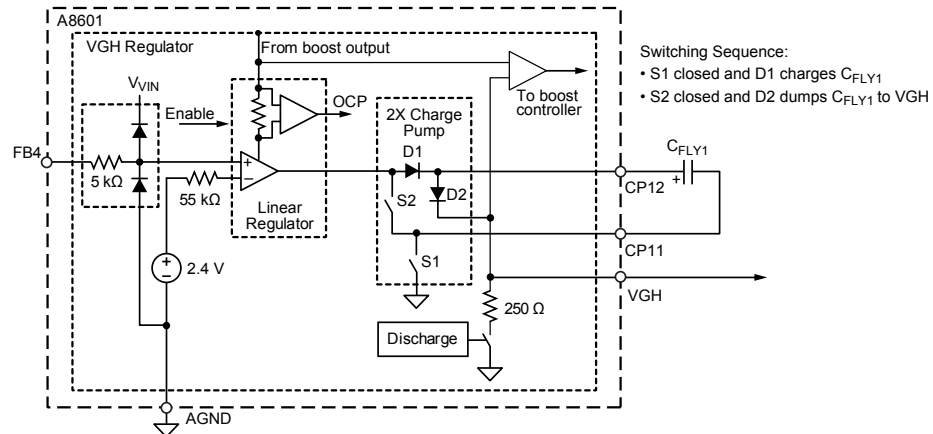 A8601
VGH Regulator
From boost output
Switching Sequence:
• S1 closed and D1 charges CFLY1
• S2 closed and D2 dumps CFLY1 to VGH
VVIN
Enable
OCP
To boost
controller
2X Charge
Pump
D1
CFLY1
FB4
5 kΩ
+
−
55 kΩ
D2
+
CP12
S2
Linear
Regulator
CP11
S1
+
−
2.4 V
VGH
250 Ω
Discharge
AGND